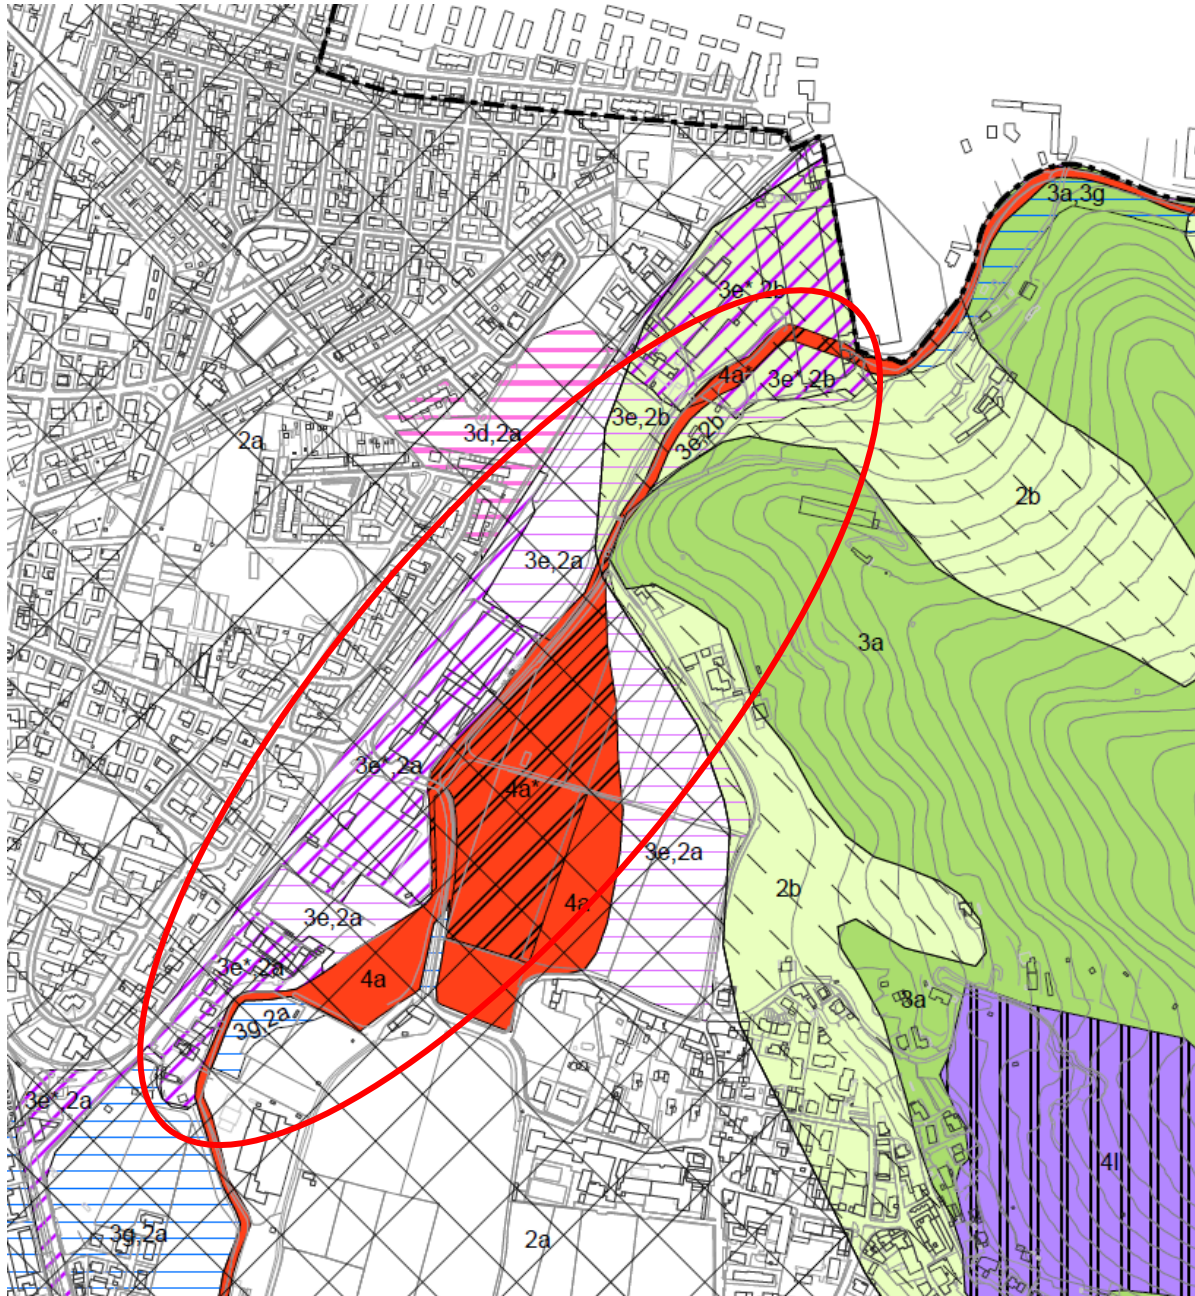 3a,3g
3e*,2b
4a*
3e*,2b
3e,2b
3d,2a
3e,2b
2a
2b
3e,2a
3a
3e*,2a
4a*
3e,2a
2b
4a
3e,2a
3e*,2a
4a
3a
3g,2a
3e*,2a
4l
3g,2a
2a